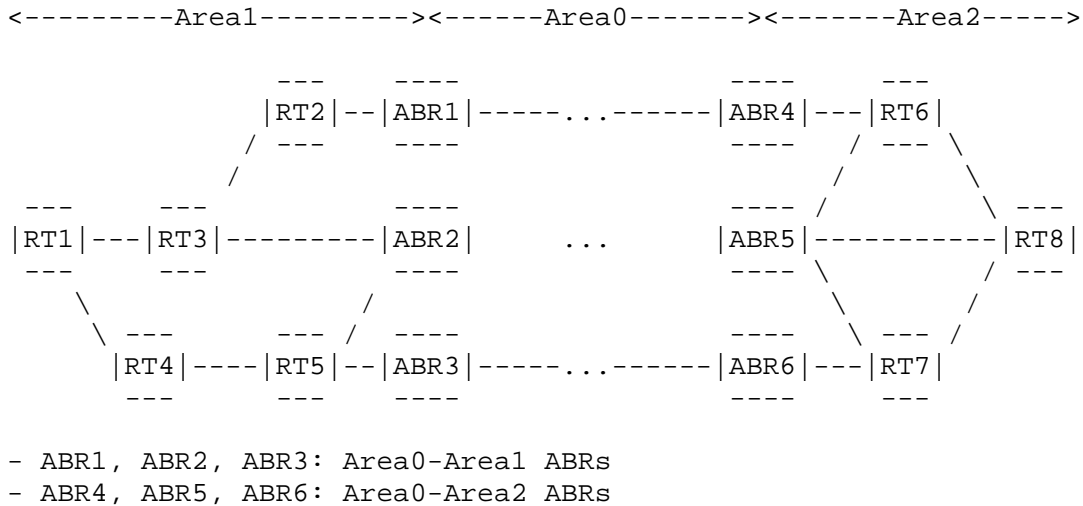 <---------Area1---------><------Area0-------><-------Area2----->
                 ---   ----                 ----   ---
                |RT2|--|ABR1|-----...------|ABR4|---|RT6|
               / ---   ----                 ----  / --- \
              /                                  /       \
 ---      ---          ----                 ---- /         \ ---
|RT1|---|RT3|---------|ABR2|      ...      |ABR5|-----------|RT8|
 ---      ---          ----                 ---- \         / ---
    \                 /                           \       /
     \ ---      --- /  ----                 ----   \ --- /
      |RT4|----|RT5|--|ABR3|-----...------|ABR6|---|RT7|
       ---      ---    ----                 ----    ---
- ABR1, ABR2, ABR3: Area0-Area1 ABRs
- ABR4, ABR5, ABR6: Area0-Area2 ABRs